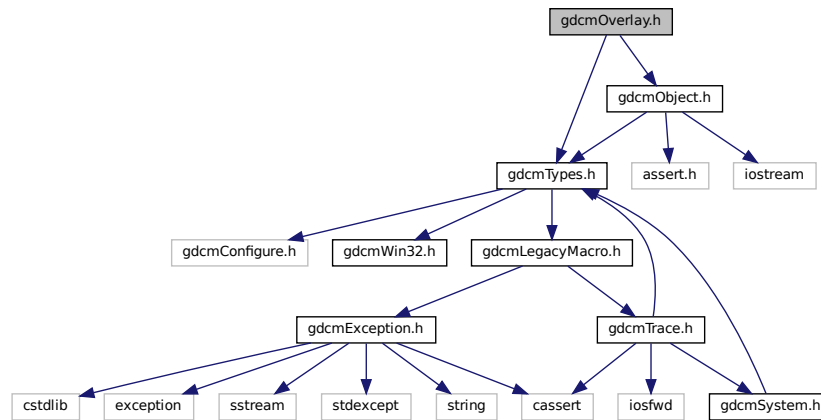 gdcmOverlay.h
gdcmObject.h
gdcmTypes.h
assert.h
iostream
gdcmConfigure.h
gdcmWin32.h
gdcmLegacyMacro.h
gdcmException.h
gdcmTrace.h
cstdlib
exception
sstream
stdexcept
string
cassert
iosfwd
gdcmSystem.h